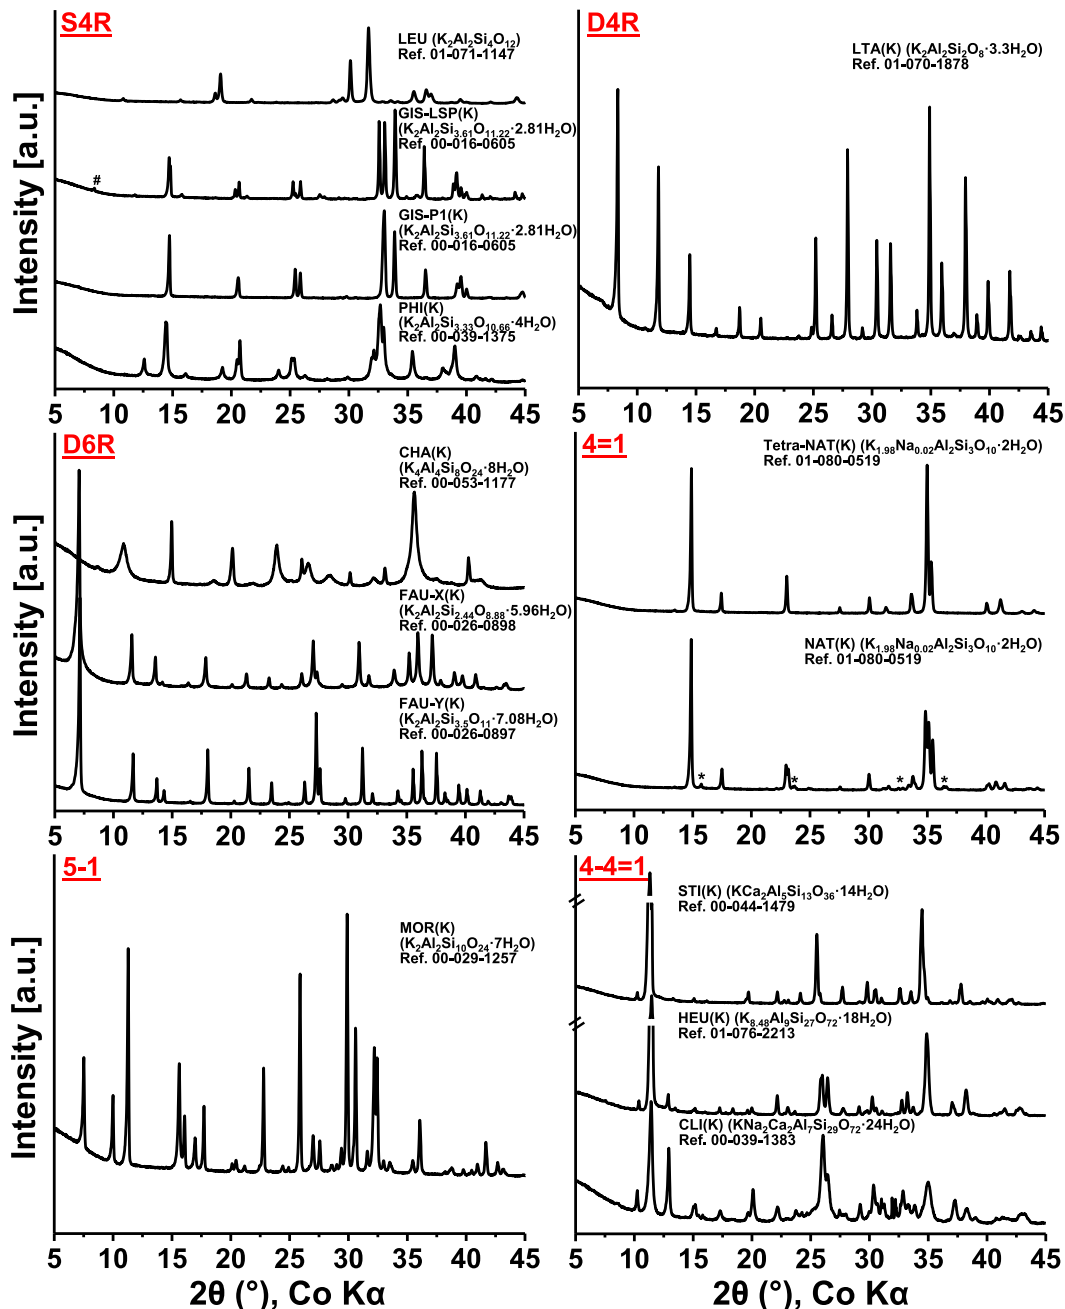 S4R
LEU (K₂Al₂Si₄O₁₂)
Ref. 01-071-1147
GIS-LSP(K)
(K₂Al₂Si₃.₆₁O₁₁.₂₂·2.81H₂O)
Ref. 00-016-0605
#
GIS-P1(K)
(K₂Al₂Si₃.₆₁O₁₁.₂₂·2.81H₂O)
Ref. 00-016-0605
PHI(K)
(K₂Al₂Si₃.₃₃O₁₀.₆₆·4H₂O)
Ref. 00-039-1375
Intensity [a.u.]
5 10 15 20 25 30 35 40 45
D4R
LTA(K) (K₂Al₂Si₂O₈·3.3H₂O)
Ref. 01-070-1878
5 10 15 20 25 30 35 40 45
D6R
CHA(K)
(K₄Al₄Si₈O₂₄·8H₂O)
Ref. 00-053-1177
FAU-X(K)
(K₂Al₂Si₂.₄₄O₈.₈₈·5.96H₂O)
Ref. 00-026-0898
FAU-Y(K)
(K₂Al₂Si₃.₅O₁₁·7.08H₂O)
Ref. 00-026-0897
Intensity [a.u.]
5 10 15 20 25 30 35 40 45
4=1
Tetra-NAT(K) (K₁.₉₈Na₀.₀₂Al₂Si₃O₁₀·2H₂O)
Ref. 01-080-0519
NAT(K) (K₁.₉₈Na₀.₀₂Al₂Si₃O₁₀·2H₂O)
Ref. 01-080-0519
* * * *
5 10 15 20 25 30 35 40 45
5-1
MOR(K)
(K₂Al₂Si₁₀O₂₄·7H₂O)
Ref. 00-029-1257
Intensity [a.u.]
5 10 15 20 25 30 35 40 45
2θ (°), Co Kα
4-4=1
STI(K) (KCa₂Al₅Si₁₃O₃₆·14H₂O)
Ref. 00-044-1479
HEU(K) (K₈.₄₈Al₉Si₂₇O₇₂·18H₂O)
Ref. 01-076-2213
CLI(K) (KNa₂Ca₂Al₇Si₂₉O₇₂·24H₂O)
Ref. 00-039-1383
5 10 15 20 25 30 35 40 45
2θ (°), Co Kα